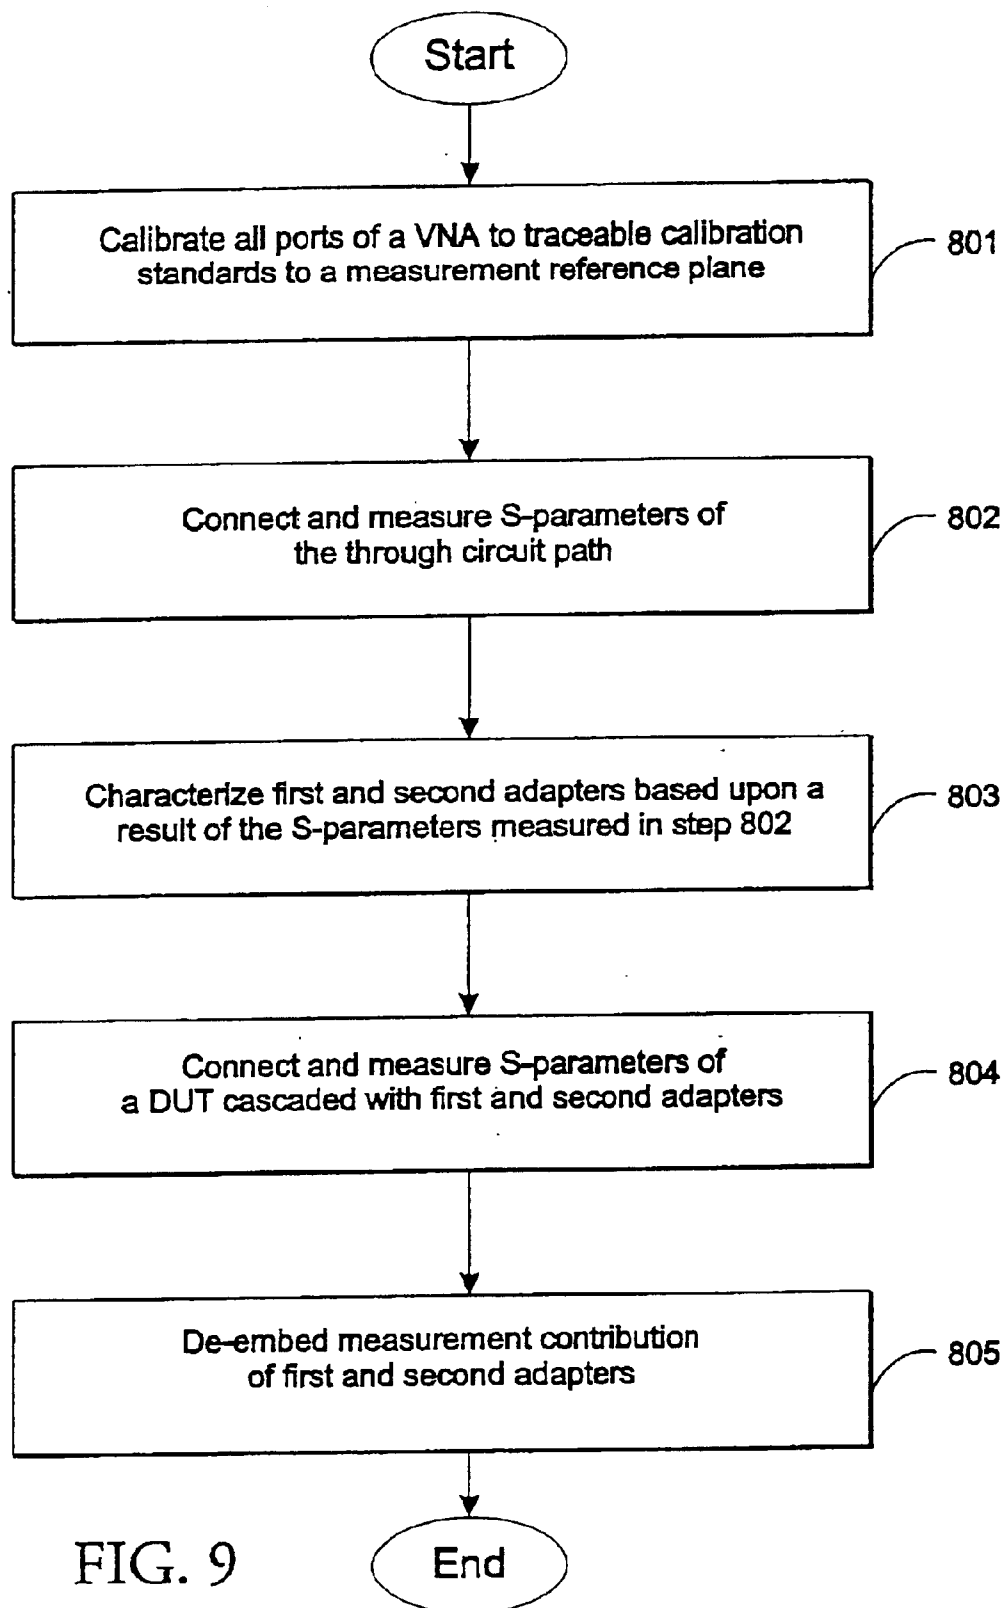 Start
Calibrate all ports of a VNA to traceable calibration
standards to a measurement reference plane
801
Connect and measure S-parameters of
the through circuit path
802
Characterize first and second adapters based upon a
result of the S-parameters measured in step 802
803
Connect and measure S-parameters of
a DUT cascaded with first and second adapters
804
De-embed measurement contribution
of first and second adapters
805
End
FIG. 9